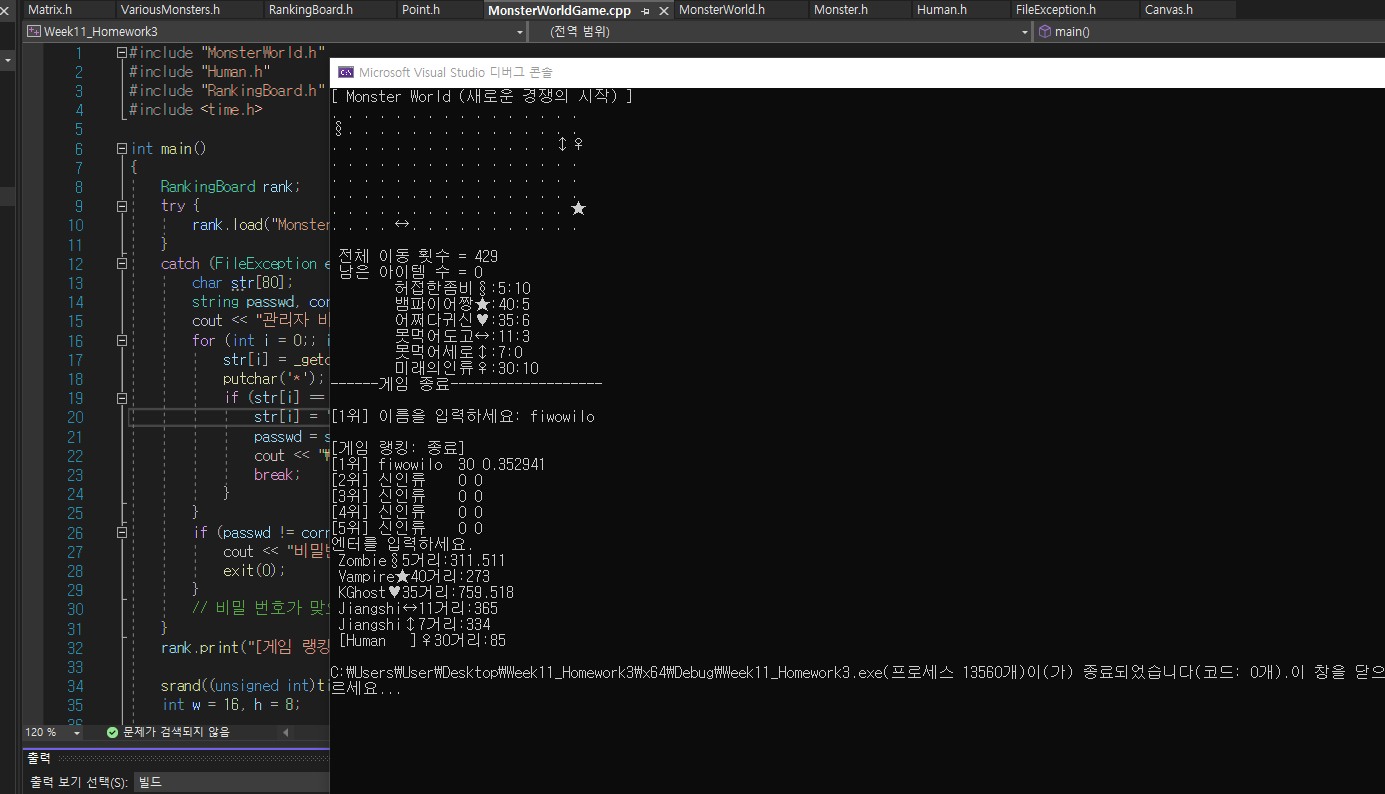 Matrix.h VariousMonsters.h RankingBoard.h Point.h MonsterWorldGame.cpp MonsterWorld.h Monster.h Human.h FileException.h Canvas.h
Week11_Homework3 (전역 범위) main()
1 #include "MonsterWorld.h"
2 #include "Human.h"
3 #include "RankingBoard.h"
4 #include <time.h>
5
6 int main()
7 {
8 RankingBoard rank;
9 try {
10 rank.load("Monster
11 }
12 catch (FileException e
13 char str[80];
14 string passwd, cor
15 cout << "관리자 비
16 for (int i = 0;; i
17 str[i] = _getc
18 putchar('*');
19 if (str[i] ==
20 str[i] = '
21 passwd = s
22 cout << "₩
23 break;
24 }
25 }
26 if (passwd != corr
27 cout << "비밀번
28 exit(0);
29 }
30 // 비밀 번호가 맞으
31 }
32 rank.print("[게임 랭킹
33
34 srand((unsigned int)ti
35 int w = 16, h = 8;
36
120 % 문제가 검색되지 않음
출력
출력 보기 선택(S): 빌드
Microsoft Visual Studio 디버그 콘솔
[ Monster World (새로운 경쟁의 시작) ]
. . . . . . . . . . . . . . . .
§. . . . . . . . . . . . . . .
. . . . . . . . . . . . . . ↕♀
. . . . . . . . . . . . . . . .
. . . . . . . . . . . . . . . .
. . . . . . . . . . . . . . .
. . . . . . . . . . . . . . . ★
. . . . ↔. . . . . . . . . . .
전체 이동 횟수 = 429
남은 아이템 수 = 0
허접한좀비§:5:10
뱀파이어짱★:40:5
어쩌다귀신♥:35:6
못먹어도고↔:11:3
못먹어세로↕:7:0
미래의인류♀:30:10
------게임 종료-------------------
[1위] 이름을 입력하세요: fiwowilo
[게임 랭킹: 종료]
[1위] fiwowilo 30 0.352941
[2위] 신인류 0 0
[3위] 신인류 0 0
[4위] 신인류 0 0
[5위] 신인류 0 0
엔터를 입력하세요.
Zombie§5거리:311.511
Vampire★40거리:273
KGhost♥35거리:759.518
Jiangshi↔11거리:365
Jiangshi↕7거리:334
[Human ]♀30거리:85
C:₩Users₩User₩Desktop₩Week11_Homework3₩x64₩Debug₩Week11_Homework3.exe(프로세스 13560개)이(가) 종료되었습니다(코드: 0개).이 창을 닫으
르세요...